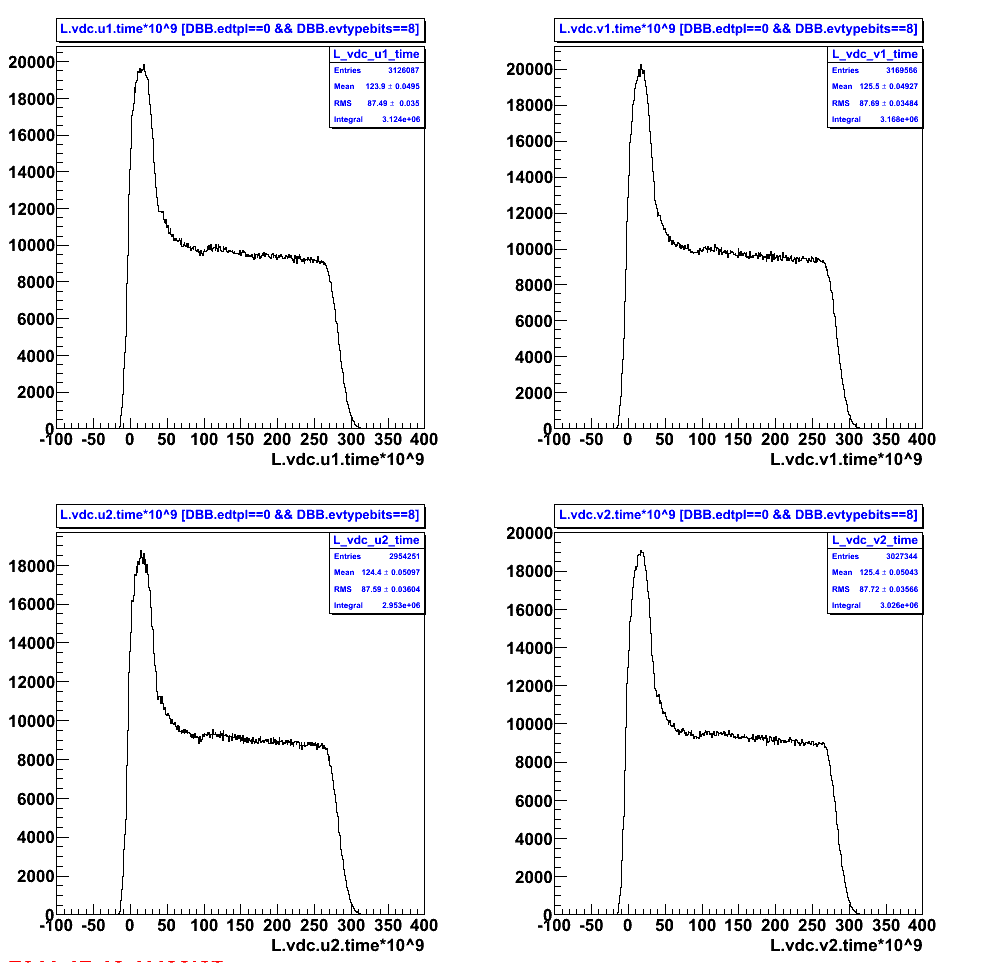 L.vdc.u1.time*10^9 [DBB.edtpl==0 && DBB.evtypebits==8]
L_vdc_u1_time
Entries 3126087
Mean 123.9 ± 0.0495
RMS 87.49 ± 0.035
Integral 3.124e+06
20000
18000
16000
14000
12000
10000
8000
6000
4000
2000
0
-100 -50 0 50 100 150 200 250 300 350 400
L.vdc.u1.time*10^9
L.vdc.v1.time*10^9 [DBB.edtpl==0 && DBB.evtypebits==8]
L_vdc_v1_time
Entries 3169566
Mean 125.5 ± 0.04927
RMS 87.69 ± 0.03484
Integral 3.168e+06
20000
18000
16000
14000
12000
10000
8000
6000
4000
2000
0
-100 -50 0 50 100 150 200 250 300 350 400
L.vdc.v1.time*10^9
L.vdc.u2.time*10^9 [DBB.edtpl==0 && DBB.evtypebits==8]
L_vdc_u2_time
Entries 2954251
Mean 124.4 ± 0.05097
RMS 87.59 ± 0.03604
Integral 2.953e+06
18000
16000
14000
12000
10000
8000
6000
4000
2000
0
-100 -50 0 50 100 150 200 250 300 350 400
L.vdc.u2.time*10^9
L.vdc.v2.time*10^9 [DBB.edtpl==0 && DBB.evtypebits==8]
L_vdc_v2_time
Entries 3027344
Mean 125.4 ± 0.05043
RMS 87.72 ± 0.03566
Integral 3.026e+06
20000
18000
16000
14000
12000
10000
8000
6000
4000
2000
0
-100 -50 0 50 100 150 200 250 300 350 400
L.vdc.v2.time*10^9